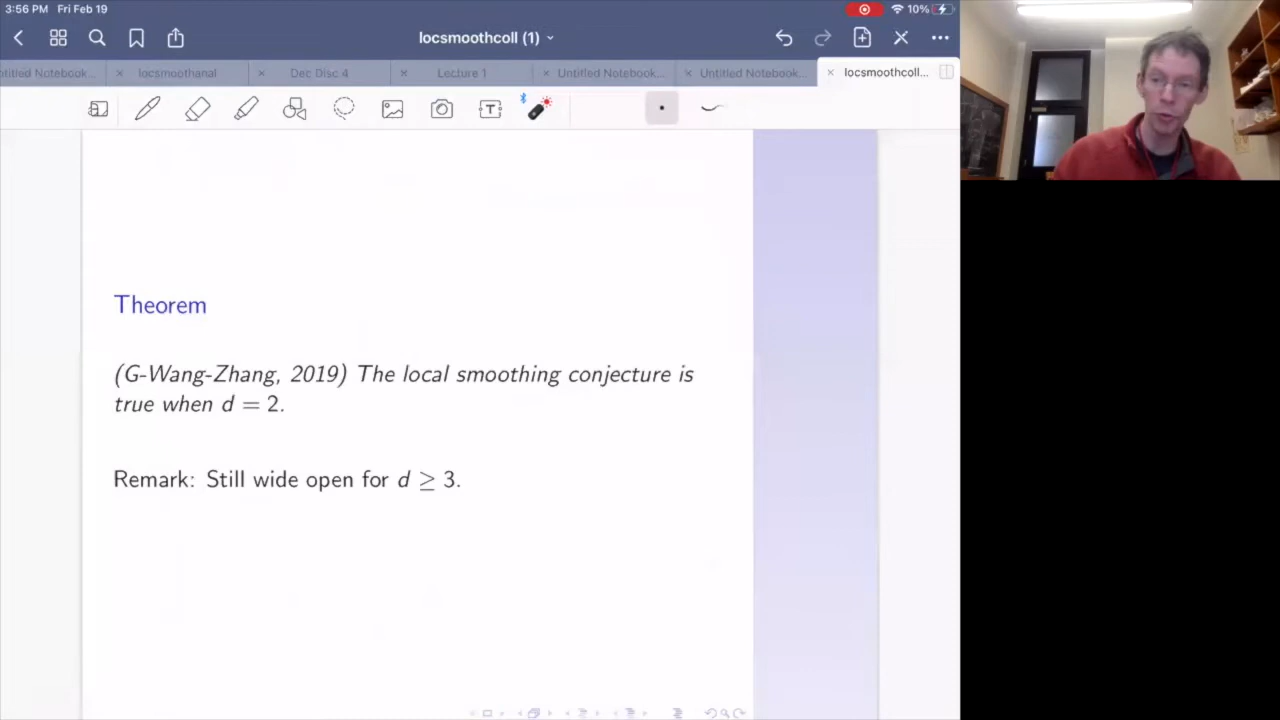 3:56 PM Fri Feb 19
10%
locsmoothcoll (1)
ntitled Notebook...
locsmoothanal
Dec Disc 4
Lecture 1
Untitled Notebook...
Untitled Notebook...
locsmoothcoll...
T
Theorem
(G-Wang-Zhang, 2019) The local smoothing conjecture is
true when d = 2.
Remark: Still wide open for d ≥ 3.